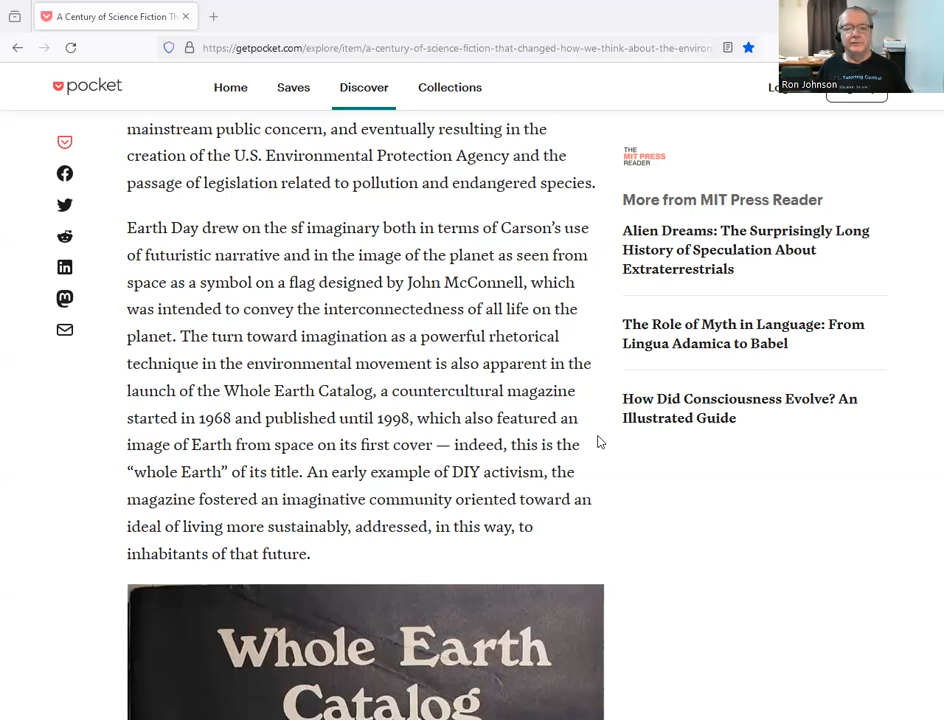 A Century of Science Fiction Th
https://getpocket.com/explore/item/a-century-of-science-fiction-that-changed-how-we-think-about-the-environ
Ron Johnson
Tutoring Central
pocket
Home
Saves
Discover
Collections
mainstream public concern, and eventually resulting in the
creation of the U.S. Environmental Protection Agency and the
passage of legislation related to pollution and endangered species.
Earth Day drew on the sf imaginary both in terms of Carson’s use
of futuristic narrative and in the image of the planet as seen from
space as a symbol on a flag designed by John McConnell, which
was intended to convey the interconnectedness of all life on the
planet. The turn toward imagination as a powerful rhetorical
technique in the environmental movement is also apparent in the
launch of the Whole Earth Catalog, a countercultural magazine
started in 1968 and published until 1998, which also featured an
image of Earth from space on its first cover — indeed, this is the
“whole Earth” of its title. An early example of DIY activism, the
magazine fostered an imaginative community oriented toward an
ideal of living more sustainably, addressed, in this way, to
inhabitants of that future.
Whole Earth
Catalog
THE
MIT PRESS
READER
More from MIT Press Reader
Alien Dreams: The Surprisingly Long
History of Speculation About
Extraterrestrials
The Role of Myth in Language: From
Lingua Adamica to Babel
How Did Consciousness Evolve? An
Illustrated Guide